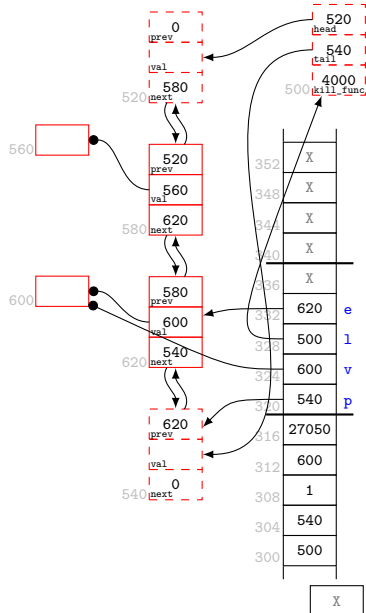 0
prev
val
580
next
520
520
head
540
tail
4000
kill_func
500
560
520
prev
560
val
620
next
580
600
580
prev
600
val
540
next
620
620
prev
val
0
next
540
X
352
X
348
X
344
X
340
X
336
620
332
e
500
328
l
600
324
v
540
320
p
27050
316
600
312
1
308
540
304
500
300
X